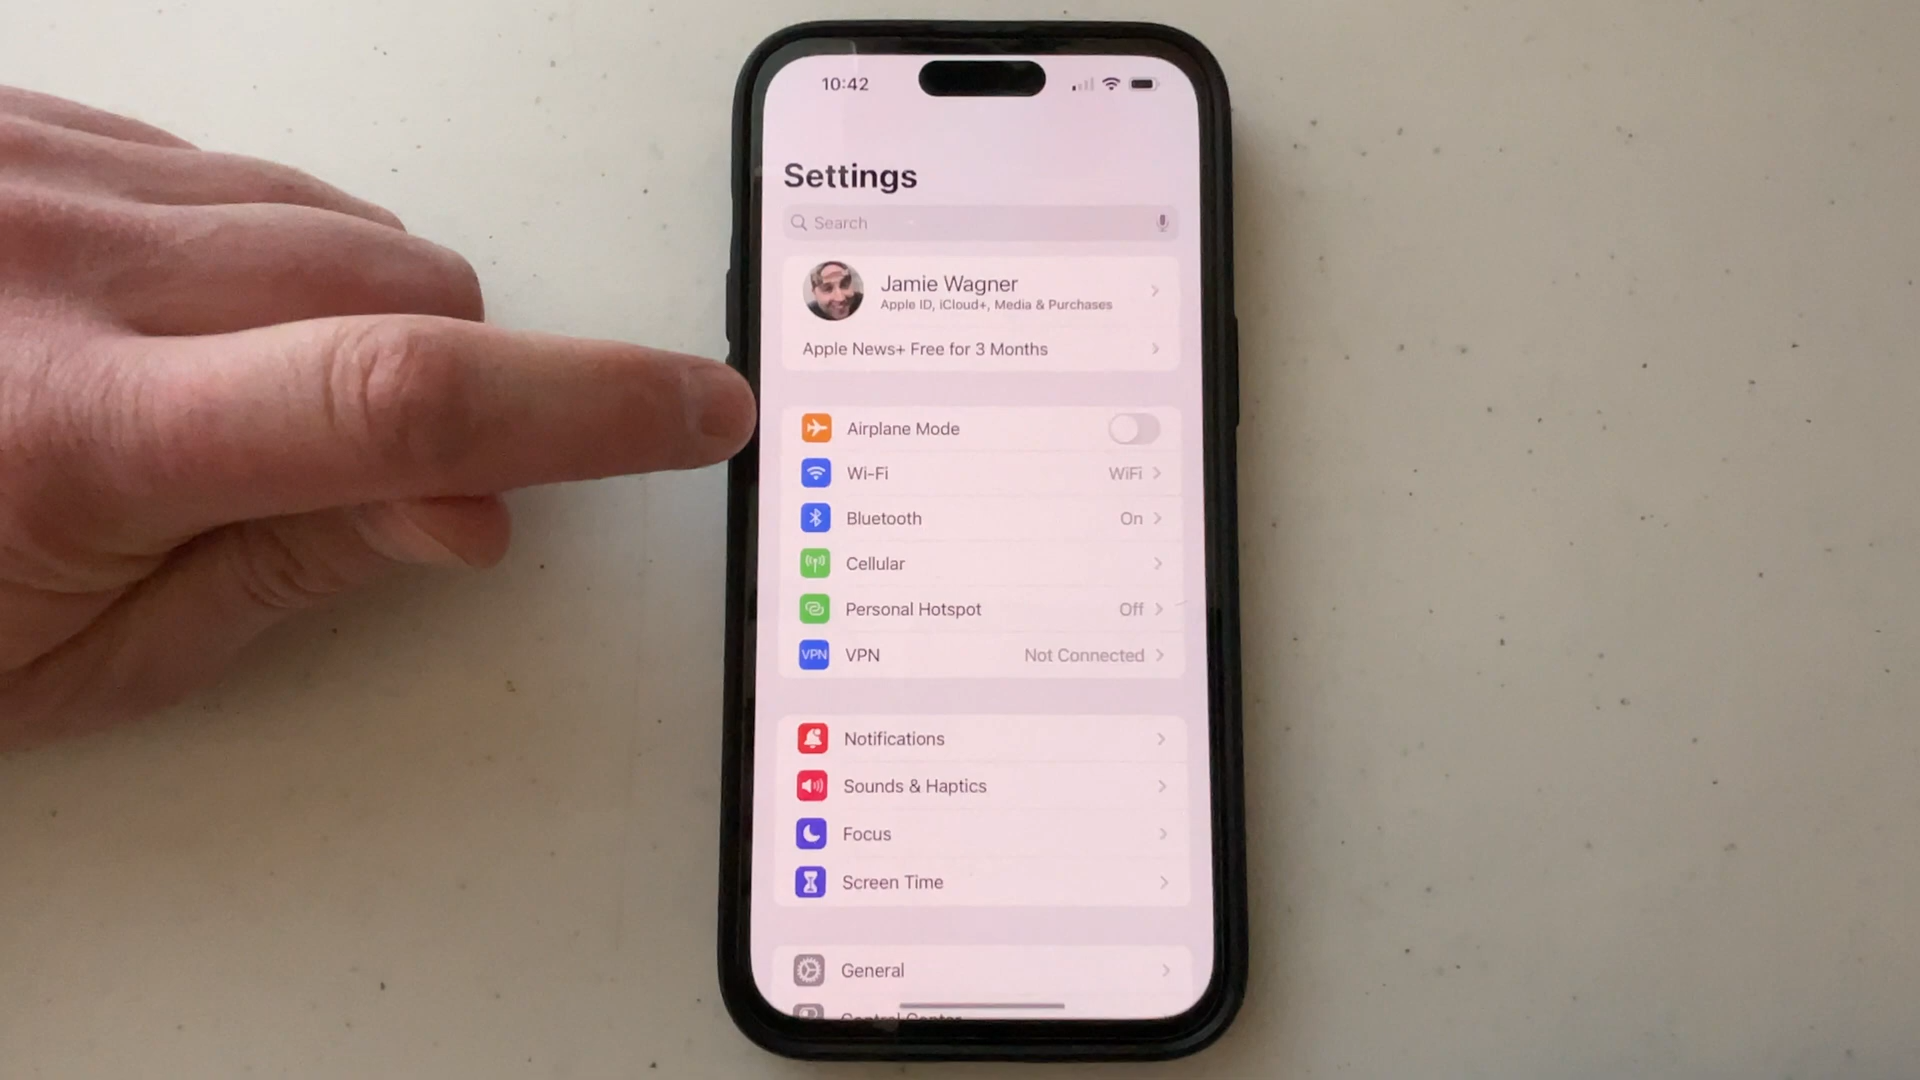 10:42
Settings
Search
Jamie Wagner
Apple ID, iCloud+, Media & Purchases
Apple News+ Free for 3 Months
Airplane Mode
Wi-Fi WiFi
Bluetooth On
Cellular
Personal Hotspot Off
VPN VPN Not Connected
Notifications
Sounds & Haptics
Focus
Screen Time
General
Control Center